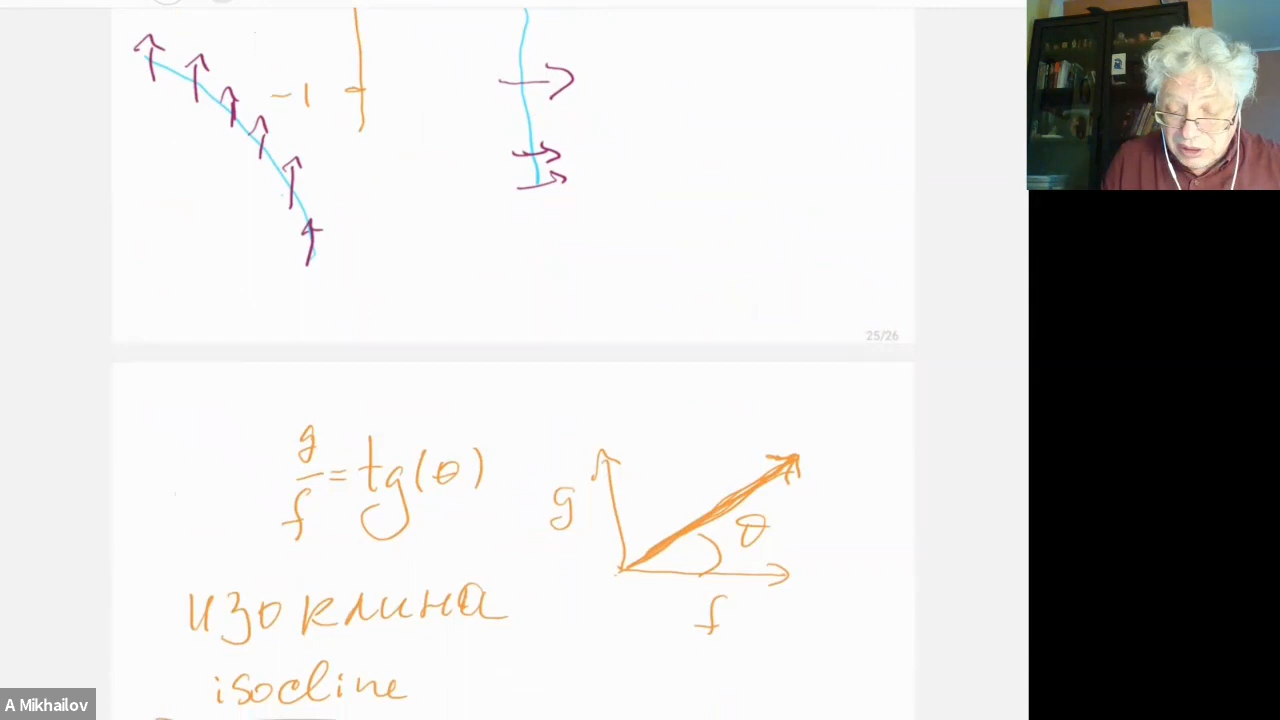 -1
25/26
g/f = tg(θ)
g
θ
f
изоклина
isocline
A Mikhailov